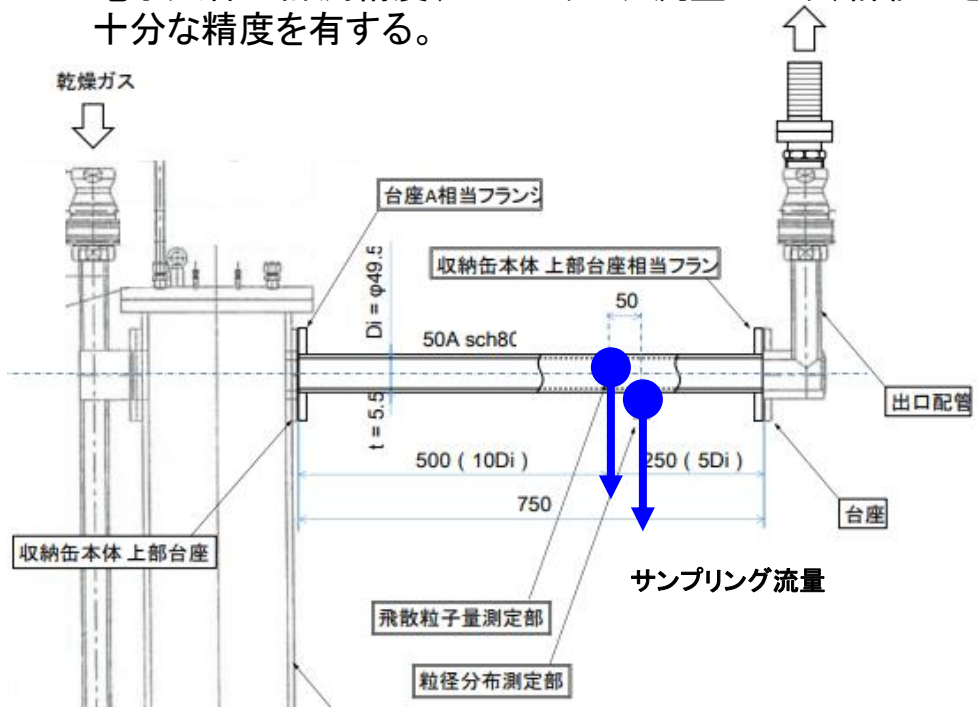 十分な精度を有する。
乾燥ガス
台座A相当フランジ
収納缶本体 上部台座相当フラン
50
Di = φ49.5
50A sch80
t = 5.5
出口配管
500 ( 10Di )
250 ( 5Di )
750
台座
収納缶本体 上部台座
サンプリング流量
飛散粒子量測定部
粒径分布測定部